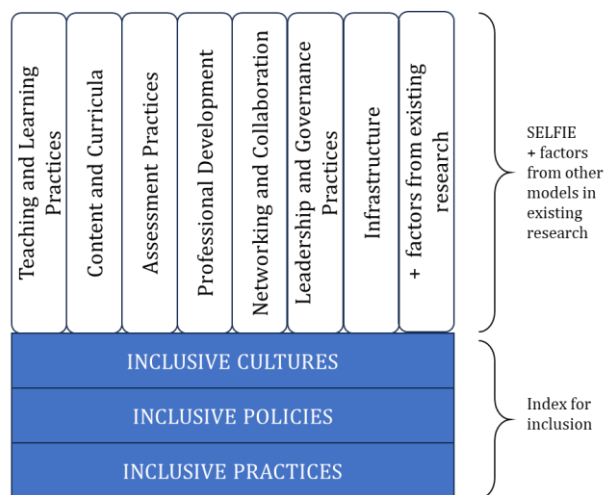 Teaching and Learning
Practices
Content and Curricula
Assessment Practices
Professional Development
Networking and Collaboration
Leadership and Governance
Practices
Infrastructure
+ factors from existing
research
SELFIE
+ factors
from other
models in
existing
research
INCLUSIVE CULTURES
INCLUSIVE POLICIES
INCLUSIVE PRACTICES
Index for
inclusion